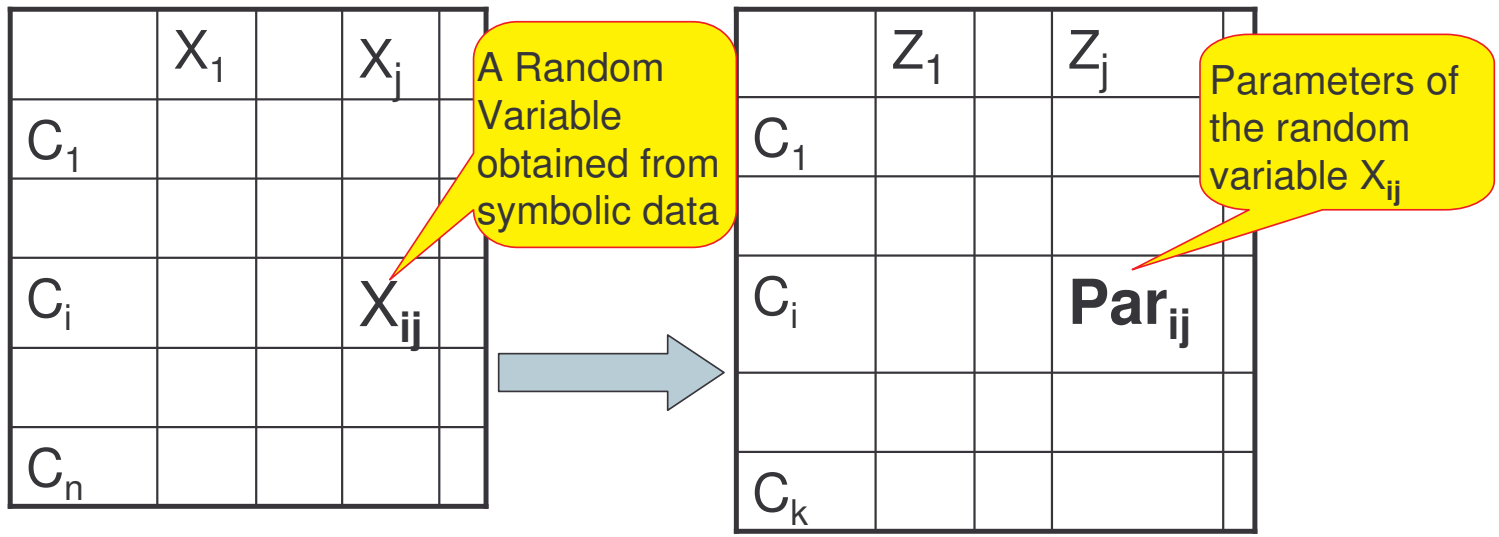 X₁ Xⱼ
A Random
Variable
obtained from
symbolic data
C₁
Cᵢ Xᵢⱼ
Cₙ
Z₁ Zⱼ
Parameters of
the random
variable Xᵢⱼ
C₁
Cᵢ Parᵢⱼ
Cₖ